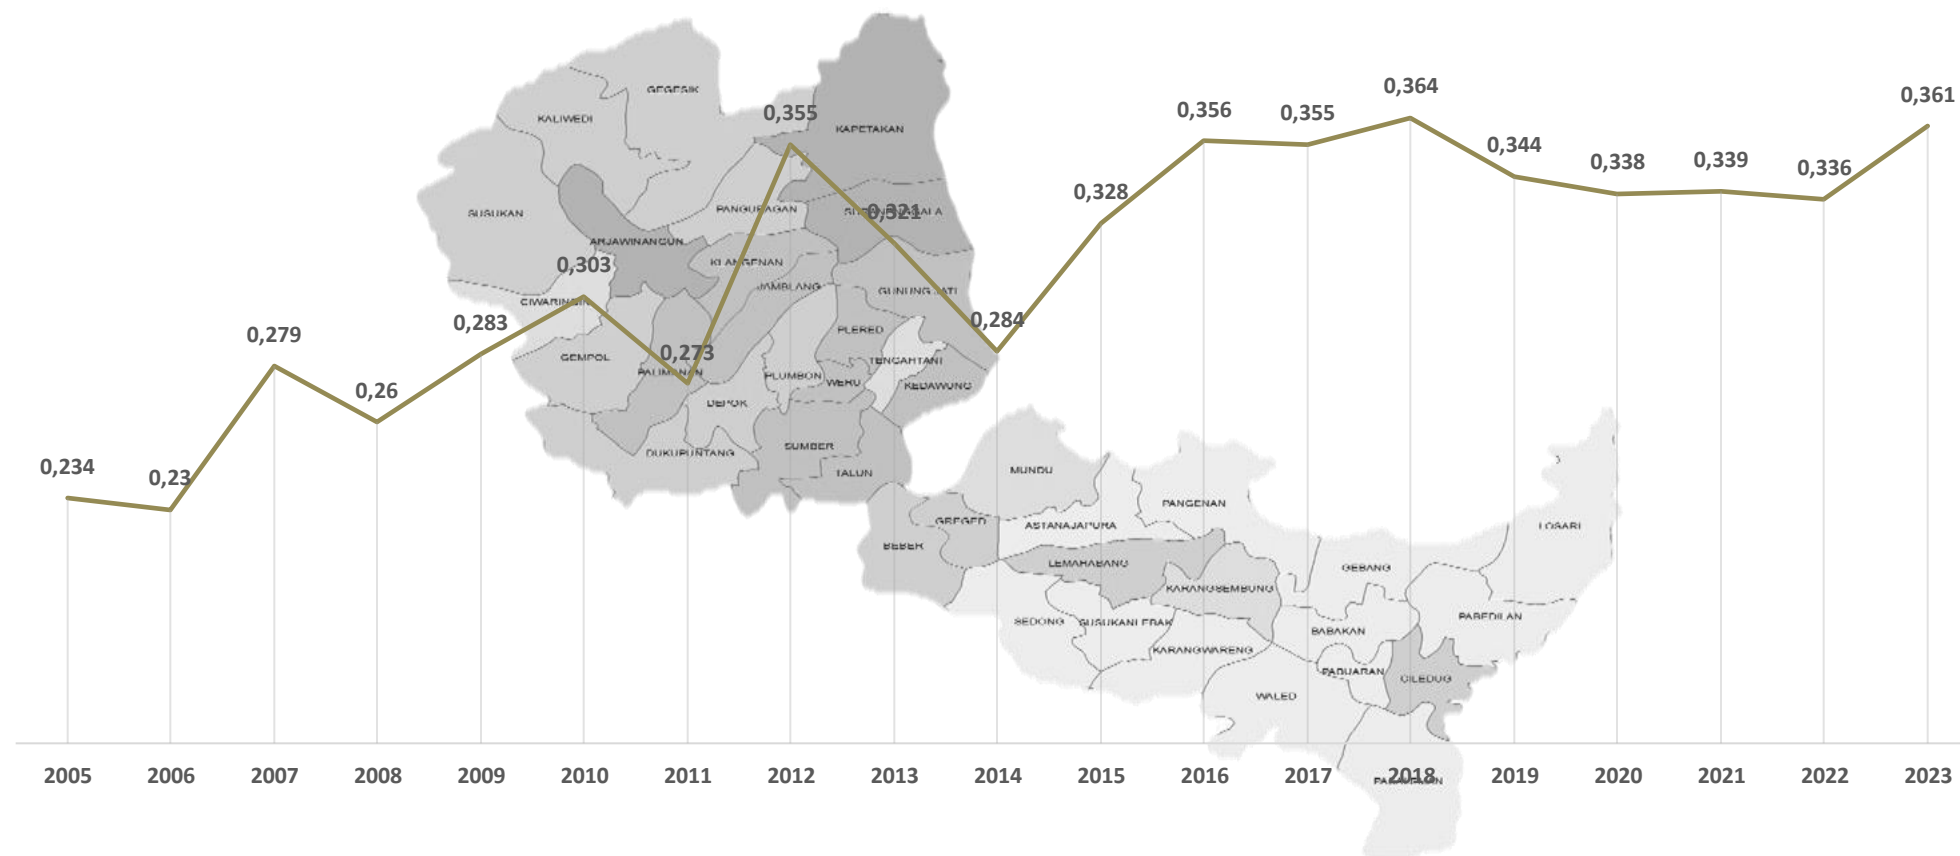 GEGESIK
KALIWEDI
KAPETAKAN
SUSUKAN
PANGURAGAN
ARJAWINANGUN
KLANGENAN
JAMBLANG
GUNUNG JATI
CIWARINGIN
PLERED
GEMPOL
PALIMANAN
PLUMBON
WERU
TENGAHTANI
KEDAWUNG
DEPOK
SUMBER
DUKUPUNTANG
TALUN
MUNDU
PANGENAN
GREGED
ASTANAJAPURA
LOSARI
BEBER
LEMAHABANG
GEBANG
KARANGSEMBUNG
SEDONG
SUSUKANLEBAK
BABAKAN
PABEDILAN
KARANGWARENG
PABUARAN
CILEDUG
WALED
0,234
0,23
0,279
0,26
0,283
0,303
0,273
0,355
0,321
0,284
0,328
0,356
0,355
0,364
0,344
0,338
0,339
0,336
0,361
2005 2006 2007 2008 2009 2010 2011 2012 2013 2014 2015 2016 2017 2018 2019 2020 2021 2022 2023